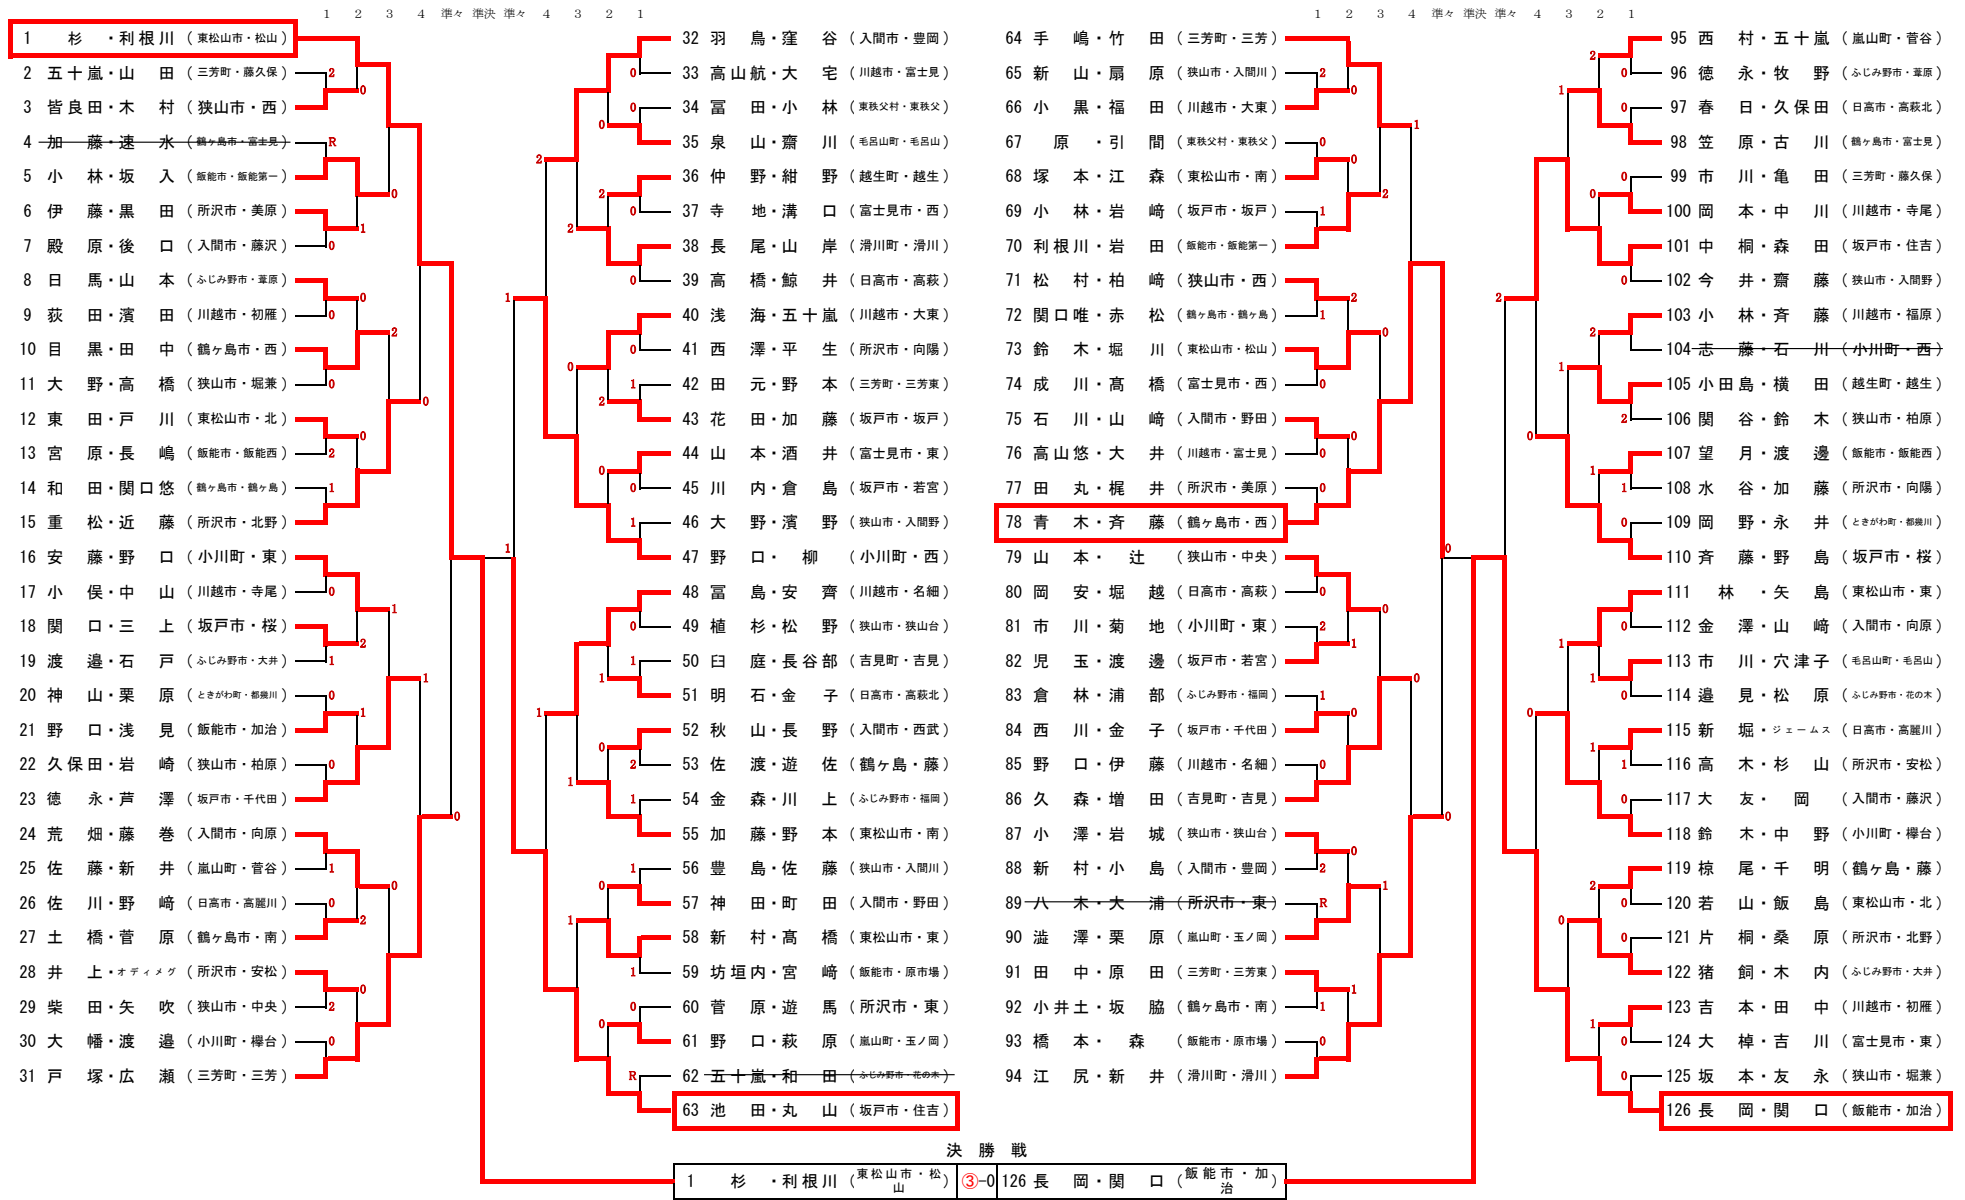 1 2 3 4 準々 準決 準々 4 3 2 1
1 2 3 4 準々 準決 準々 4 3 2 1
1 杉 ・利根川 (東松山市・松山)
2 五十嵐・山 田 (三芳町・藤久保)
3 皆良田・木 村 (狭山市・西)
4 加 藤・速 水 (鶴ヶ島市・富士見)
5 小 林・坂 入 (飯能市・飯能第一)
6 伊 藤・黒 田 (所沢市・美原)
7 殿 原・後 口 (入間市・藤沢)
8 日 馬・山 本 (ふじみ野市・葦原)
9 荻 田・濱 田 (川越市・初雁)
10 目 黒・田 中 (鶴ヶ島市・西)
11 大 野・高 橋 (狭山市・堀兼)
12 東 田・戸 川 (東松山市・北)
13 宮 原・長 嶋 (飯能市・飯能西)
14 和 田・関口悠 (鶴ヶ島市・鶴ヶ島)
15 重 松・近 藤 (所沢市・北野)
16 安 藤・野 口 (小川町・東)
17 小 俣・中 山 (川越市・寺尾)
18 関 口・三 上 (坂戸市・桜)
19 渡 邉・石 戸 (ふじみ野市・大井)
20 神 山・栗 原 (ときがわ町・都幾川)
21 野 口・浅 見 (飯能市・加治)
22 久保田・岩 崎 (狭山市・柏原)
23 徳 永・芦 澤 (坂戸市・千代田)
24 荒 畑・藤 巻 (入間市・向原)
25 佐 藤・新 井 (嵐山町・菅谷)
26 佐 川・野 﨑 (日高市・高麗川)
27 土 橋・菅 原 (鶴ヶ島市・南)
28 井 上・オディメグ (所沢市・安松)
29 柴 田・矢 吹 (狭山市・中央)
30 大 幡・渡 邉 (小川町・欅台)
31 戸 塚・広 瀬 (三芳町・三芳)
32 羽 鳥・窪 谷 (入間市・豊岡)
33 高山航・大 宅 (川越市・富士見)
34 冨 田・小 林 (東秩父村・東秩父)
35 泉 山・齋 川 (毛呂山町・毛呂山)
36 仲 野・紺 野 (越生町・越生)
37 寺 地・溝 口 (富士見市・西)
38 長 尾・山 岸 (滑川町・滑川)
39 高 橋・鯨 井 (日高市・高萩)
40 浅 海・五十嵐 (川越市・大東)
41 西 澤・平 生 (所沢市・向陽)
42 田 元・野 本 (三芳町・三芳東)
43 花 田・加 藤 (坂戸市・坂戸)
44 山 本・酒 井 (富士見市・東)
45 川 内・倉 島 (坂戸市・若宮)
46 大 野・濱 野 (狭山市・入間野)
47 野 口・ 柳 (小川町・西)
48 冨 島・安 齊 (川越市・名細)
49 植 杉・松 野 (狭山市・狭山台)
50 臼 庭・長谷部 (吉見町・吉見)
51 明 石・金 子 (日高市・高萩北)
52 秋 山・長 野 (入間市・西武)
53 佐 渡・遊 佐 (鶴ヶ島・藤)
54 金 森・川 上 (ふじみ野市・福岡)
55 加 藤・野 本 (東松山市・南)
56 豊 島・佐 藤 (狭山市・入間川)
57 神 田・町 田 (入間市・野田)
58 新 村・髙 橋 (東松山市・東)
59 坊垣内・宮 﨑 (飯能市・原市場)
60 菅 原・遊 馬 (所沢市・東)
61 野 口・萩 原 (嵐山町・玉ノ岡)
62 五十嵐・和 田 (ふじみ野市・花の木)
63 池 田・丸 山 (坂戸市・住吉)
64 手 嶋・竹 田 (三芳町・三芳)
65 新 山・扇 原 (狭山市・入間川)
66 小 黒・福 田 (川越市・大東)
67 原 ・引 間 (東秩父村・東秩父)
68 塚 本・江 森 (東松山市・南)
69 小 林・岩 﨑 (坂戸市・坂戸)
70 利根川・岩 田 (飯能市・飯能第一)
71 松 村・柏 﨑 (狭山市・西)
72 関口唯・赤 松 (鶴ヶ島市・鶴ヶ島)
73 鈴 木・堀 川 (東松山市・松山)
74 成 川・髙 橋 (富士見市・西)
75 石 川・山 﨑 (入間市・野田)
76 高山悠・大 井 (川越市・富士見)
77 田 丸・梶 井 (所沢市・美原)
78 青 木・斉 藤 (鶴ヶ島市・西)
79 山 本・ 辻 (狭山市・中央)
80 岡 安・堀 越 (日高市・高萩)
81 市 川・菊 地 (小川町・東)
82 児 玉・渡 邊 (坂戸市・若宮)
83 倉 林・浦 部 (ふじみ野市・福岡)
84 西 川・金 子 (坂戸市・千代田)
85 野 口・伊 藤 (川越市・名細)
86 久 森・増 田 (吉見町・吉見)
87 小 澤・岩 城 (狭山市・狭山台)
88 新 村・小 島 (入間市・豊岡)
89 八 木・大 浦 (所沢市・東)
90 澁 澤・栗 原 (嵐山町・玉ノ岡)
91 田 中・原 田 (三芳町・三芳東)
92 小井土・坂 脇 (鶴ヶ島市・南)
93 橋 本・ 森 (飯能市・原市場)
94 江 尻・新 井 (滑川町・滑川)
95 西 村・五十嵐 (嵐山町・菅谷)
96 徳 永・牧 野 (ふじみ野市・葦原)
97 春 日・久保田 (日高市・高萩北)
98 笠 原・古 川 (鶴ヶ島市・富士見)
99 市 川・亀 田 (三芳町・藤久保)
100 岡 本・中 川 (川越市・寺尾)
101 中 桐・森 田 (坂戸市・住吉)
102 今 井・齋 藤 (狭山市・入間野)
103 小 林・斉 藤 (川越市・福原)
104 志 藤・石 川 (小川町・西)
105 小田島・横 田 (越生町・越生)
106 関 谷・鈴 木 (狭山市・柏原)
107 望 月・渡 邊 (飯能市・飯能西)
108 水 谷・加 藤 (所沢市・向陽)
109 岡 野・永 井 (ときがわ町・都幾川)
110 斉 藤・野 島 (坂戸市・桜)
111 林 ・矢 島 (東松山市・東)
112 金 澤・山 﨑 (入間市・向原)
113 市 川・穴津子 (毛呂山町・毛呂山)
114 邉 見・松 原 (ふじみ野市・花の木)
115 新 堀・ジェームス (日高市・高麗川)
116 高 木・杉 山 (所沢市・安松)
117 大 友・ 岡 (入間市・藤沢)
118 鈴 木・中 野 (小川町・欅台)
119 椋 尾・千 明 (鶴ヶ島・藤)
120 若 山・飯 島 (東松山市・北)
121 片 桐・桑 原 (所沢市・北野)
122 猪 飼・木 内 (ふじみ野市・大井)
123 吉 本・田 中 (川越市・初雁)
124 大 棹・吉 川 (富士見市・東)
125 坂 本・友 永 (狭山市・堀兼)
126 長 岡・関 口 (飯能市・加治)
決 勝 戦
1 杉 ・利根川 (東松山市・松山) ③-0 126 長 岡・関 口 (飯能市・加治)